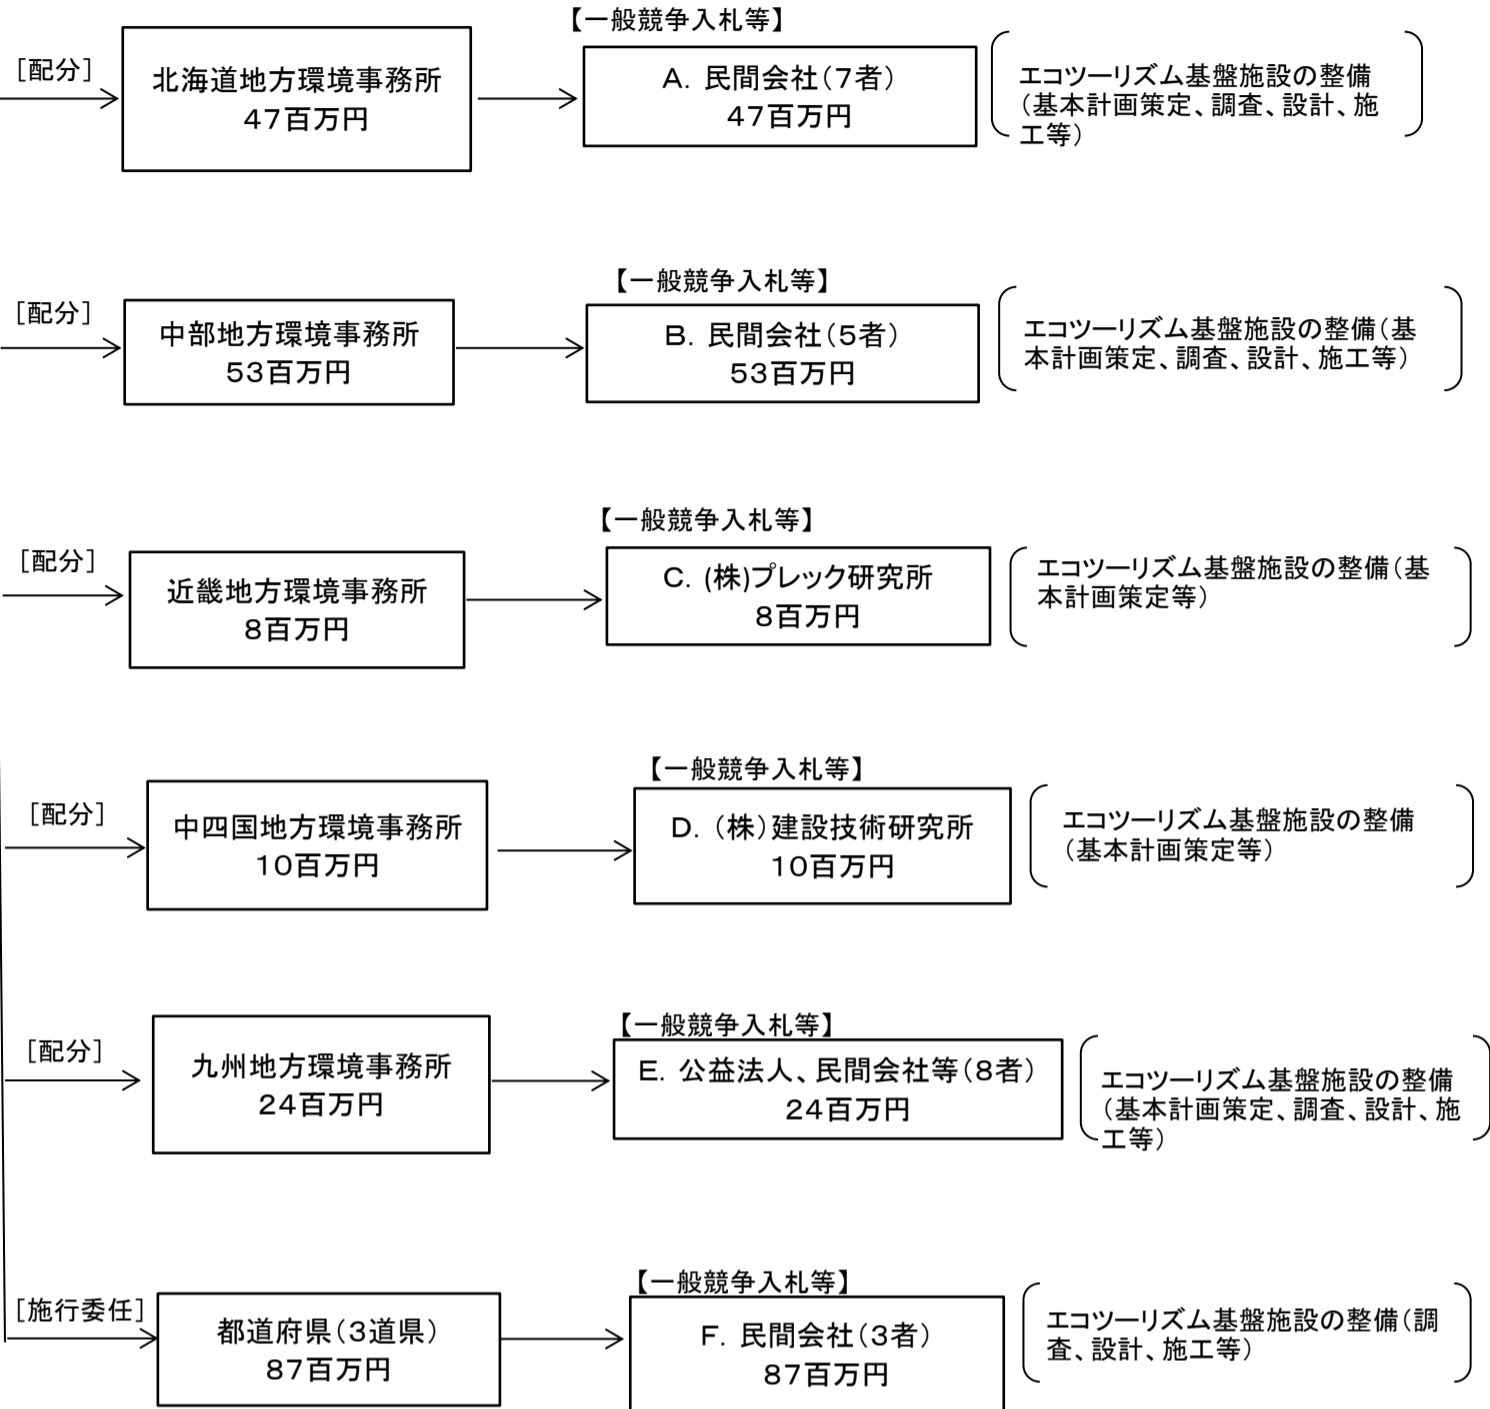 【一般競争入札等】
[配分]
北海道地方環境事務所
47百万円
A. 民間会社（7者）
47百万円
エコツーリズム基盤施設の整備
（基本計画策定、調査、設計、施
工等）
【一般競争入札等】
[配分]
中部地方環境事務所
53百万円
B. 民間会社（5者）
53百万円
エコツーリズム基盤施設の整備（基
本計画策定、調査、設計、施工等）
【一般競争入札等】
[配分]
近畿地方環境事務所
8百万円
C. (株)プレック研究所
8百万円
エコツーリズム基盤施設の整備（基
本計画策定等）
【一般競争入札等】
[配分]
中四国地方環境事務所
10百万円
D. （株）建設技術研究所
10百万円
エコツーリズム基盤施設の整備
（基本計画策定等）
【一般競争入札等】
[配分]
九州地方環境事務所
24百万円
E. 公益法人、民間会社等（8者）
24百万円
エコツーリズム基盤施設の整備
（基本計画策定、調査、設計、施
工等）
【一般競争入札等】
[施行委任]
都道府県（3道県）
87百万円
F. 民間会社（3者）
87百万円
エコツーリズム基盤施設の整備（調
査、設計、施工等）